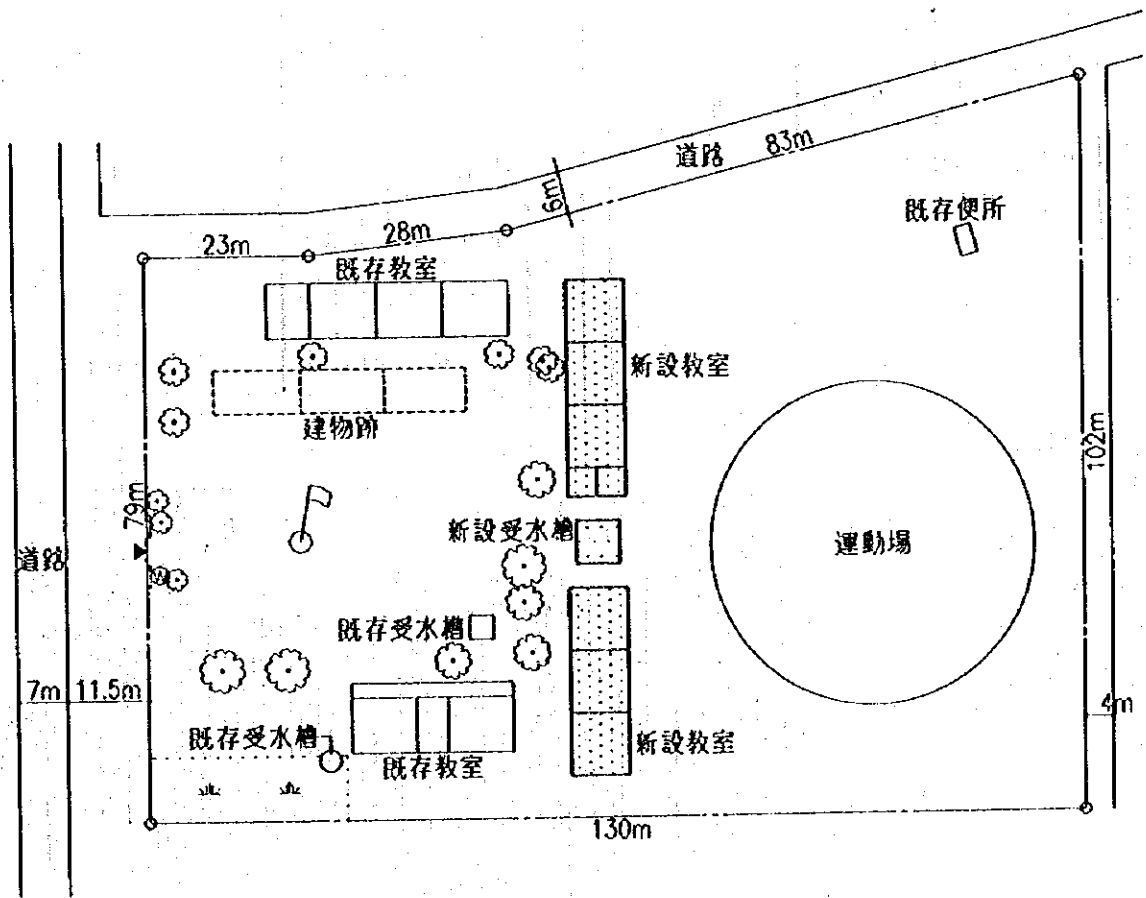 道路 83m
6m
既存便所
28m
23m
既存教室
新設教室
建物跡
102m
79m
新設受水槽
運動場
道路
既存受水槽
7m 11.5m
4m
既存受水槽
新設教室
既存教室
130m